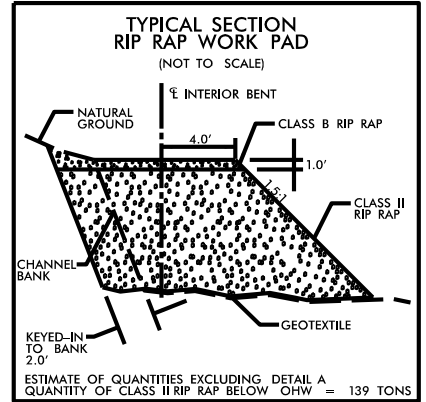 TYPICAL SECTION
RIP RAP WORK PAD
(NOT TO SCALE)
℄ INTERIOR BENT
NATURAL
GROUND
4.0'
CLASS B RIP RAP
1.0'
1.5:1
CLASS II
RIP RAP
CHANNEL
BANK
GEOTEXTILE
KEYED-IN
TO BANK
2.0'
ESTIMATE OF QUANTITIES EXCLUDING DETAIL A
QUANTITY OF CLASS II RIP RAP BELOW OHW = 139 TONS